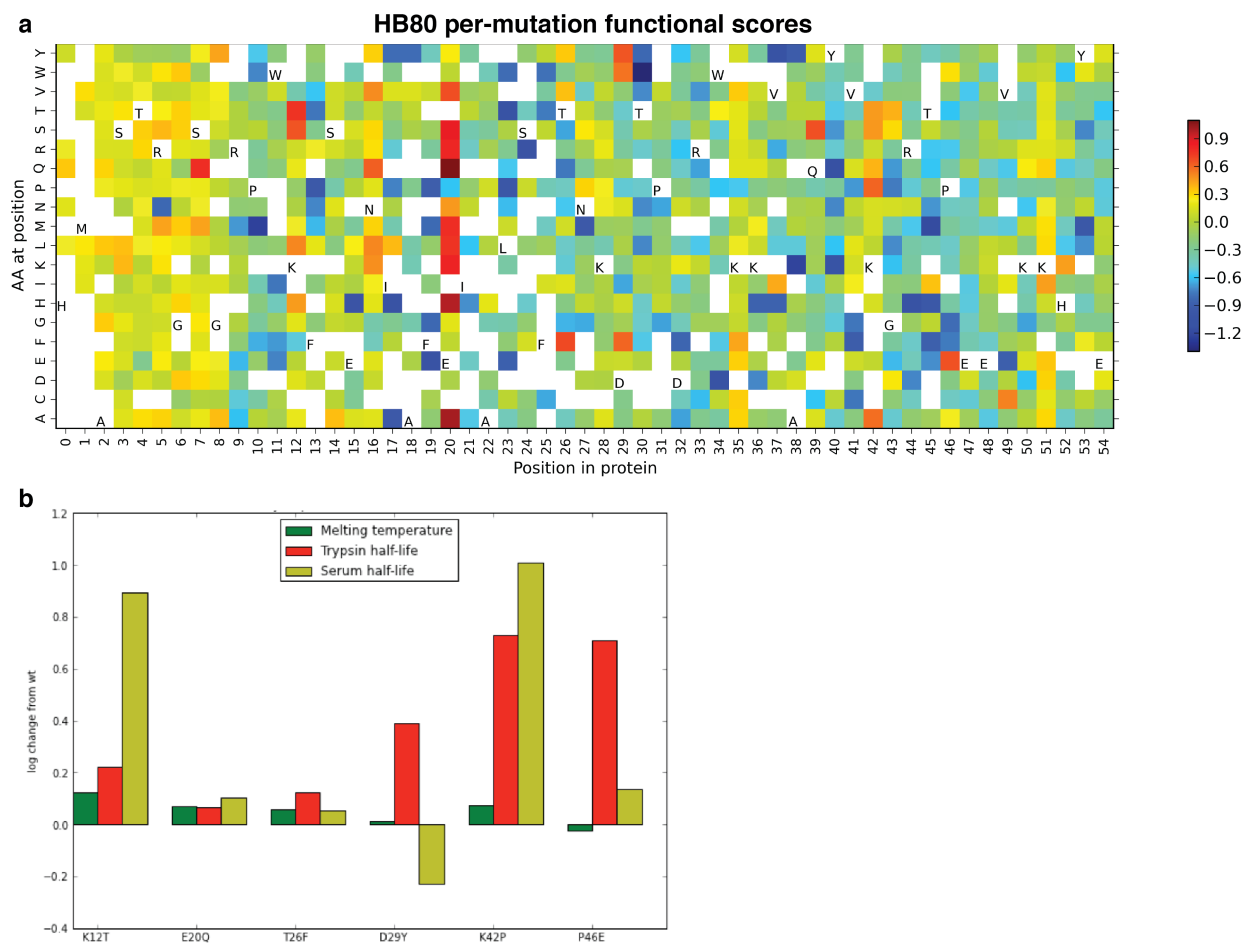 a
HB80 per-mutation functional scores
AA at position
Y Y Y
W W W
V V V V
T T T T T
S S S S S
R R R R R
Q Q
P P P P
N N N
M M
L L
K K K K K K K K
I I I
H H H
G G G G
F F F F
E E E E E E
D D D
C
A A A A A
0 1 2 3 4 5 6 7 8 9 10 11 12 13 14 15 16 17 18 19 20 21 22 23 24 25 26 27 28 29 30 31 32 33 34 35 36 37 38 39 40 41 42 43 44 45 46 47 48 49 50 51 52 53 54
Position in protein
0.9
0.6
0.3
0.0
−0.3
−0.6
−0.9
−1.2
b
log change from wt
1.2
1.0
0.8
0.6
0.4
0.2
0.0
−0.2
−0.4
Melting temperature
Trypsin half-life
Serum half-life
K12T E20Q T26F D29Y K42P P46E